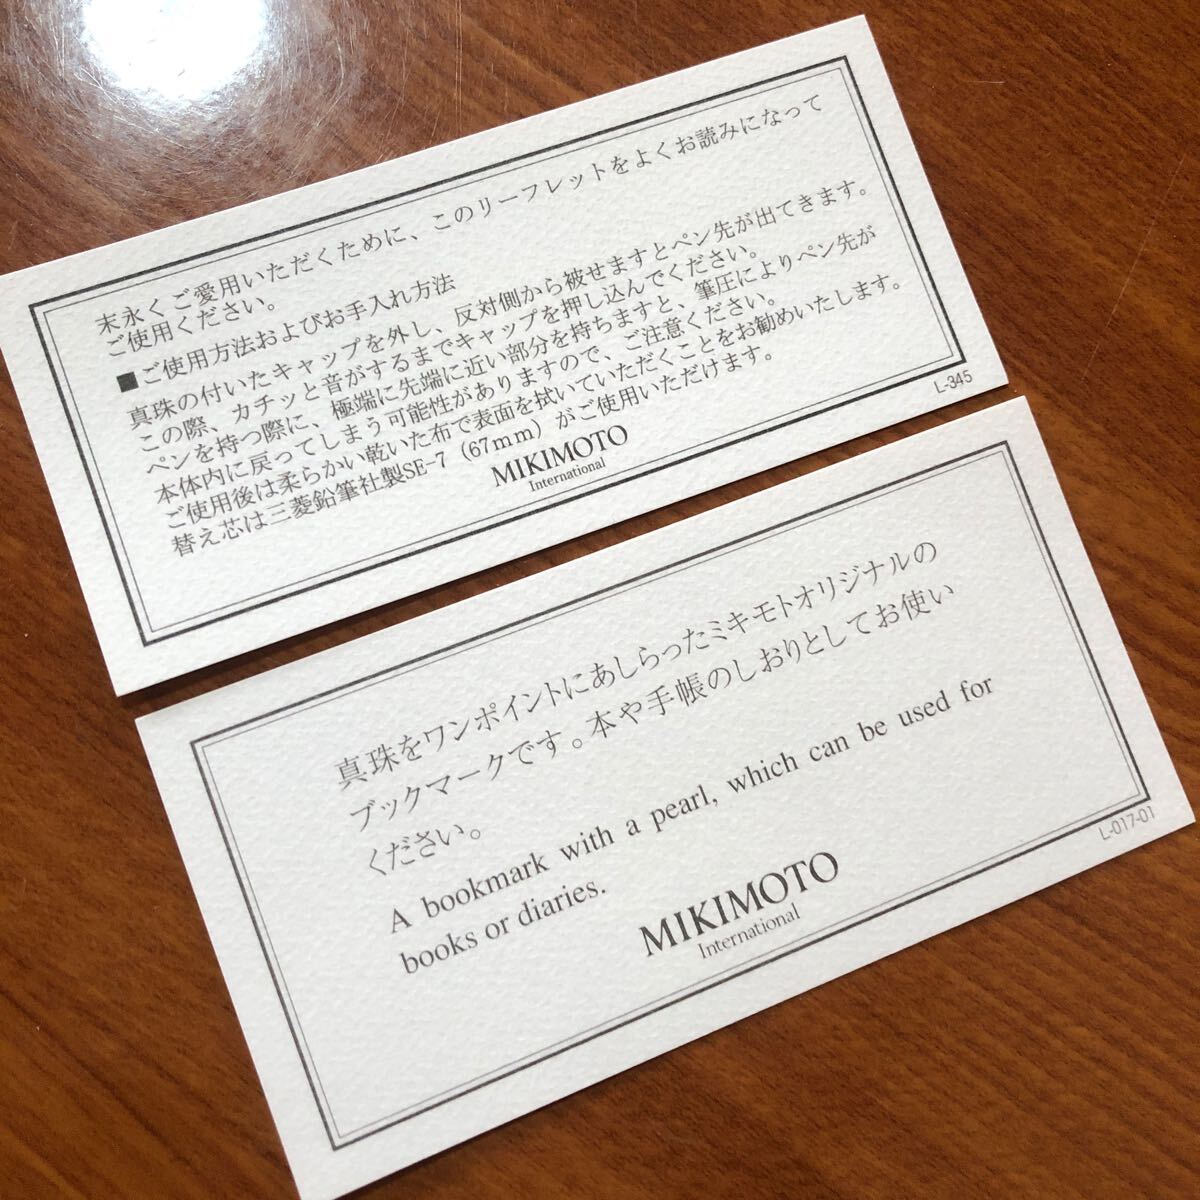 末永くご愛用いただくために、このリーフレットをよくお読みになって
ご使用ください。
■ご使用方法およびお手入れ方法
真珠の付いたキャップを外し、反対側から被せますとペン先が出てきます。
この際、カチッと音がするまでキャップを押し込んでください。
ペンを持つ際に、極端に先端に近い部分を持ちますと、筆圧によりペン先が
本体内に戻ってしまう可能性がありますので、ご注意ください。
ご使用後は柔らかい乾いた布で表面を拭いていただくことをお勧めいたします。
替え芯は三菱鉛筆社製SE-7（67mm）がご使用いただけます。
MIKIMOTO
International
L-345
真珠をワンポイントにあしらったミキモトオリジナルの
ブックマークです。本や手帳のしおりとしてお使い
ください。
A bookmark with a pearl, which can be used for
books or diaries.
MIKIMOTO
International
L-017-01